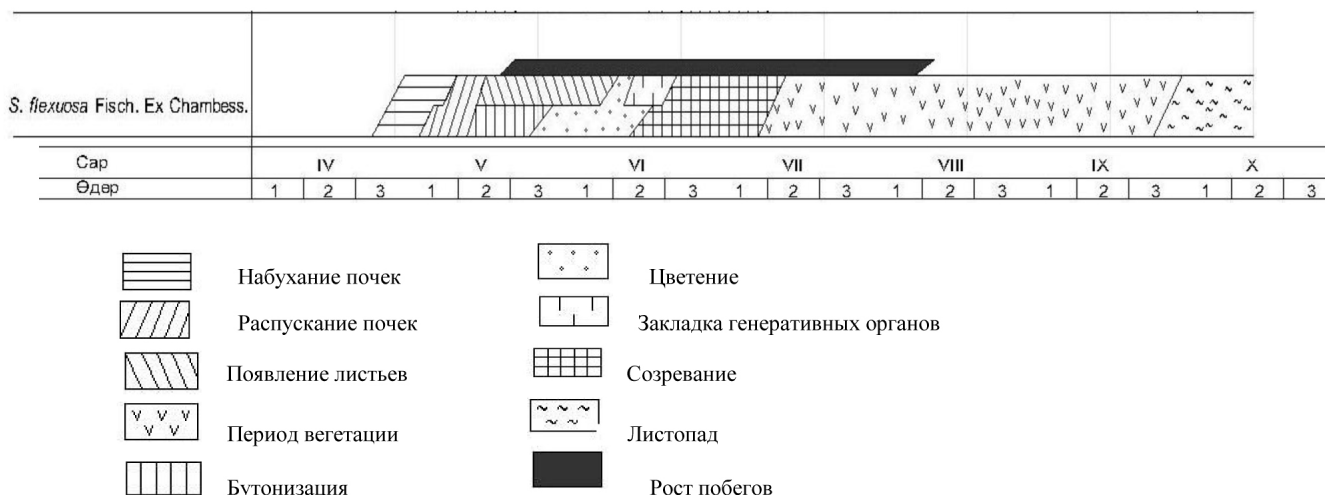 S. flexuosa Fisch. Ex Chambess.
Сар IV V VI VII VIII IX X
Өдөр 1 2 3 1 2 3 1 2 3 1 2 3 1 2 3 1 2 3 1 2 3
Набухание почек
Цветение
Распускание почек
Закладка генеративных органов
Появление листьев
Созревание
Период вегетации
Листопад
Бутонизация
Рост побегов